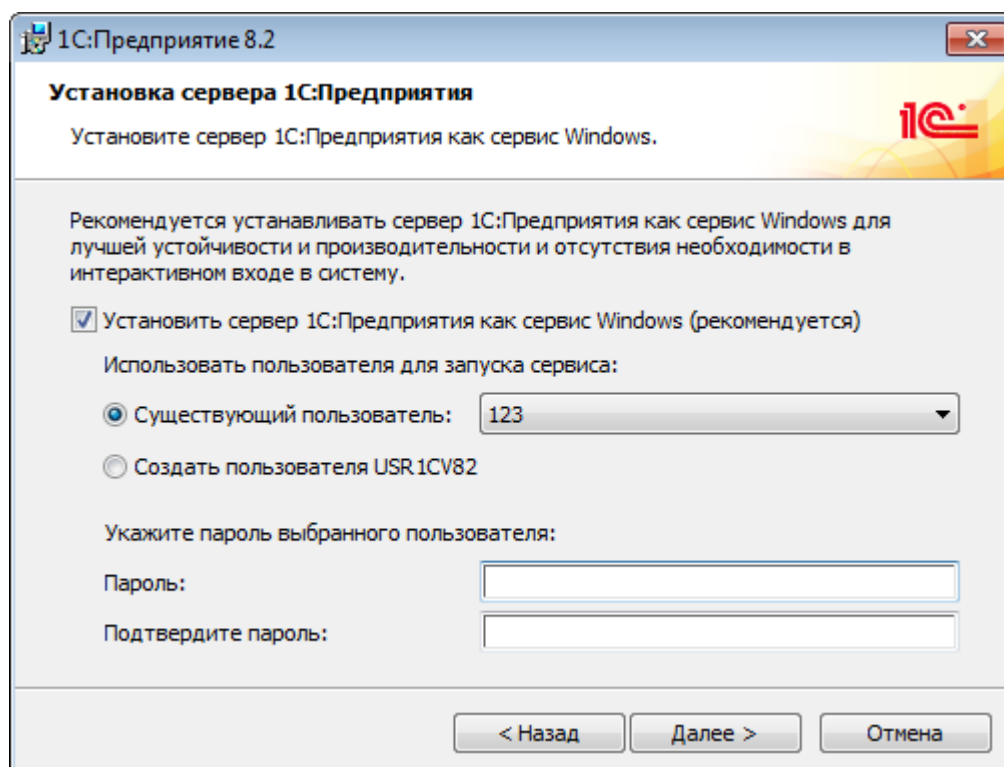 1С:Предприятие 8.2
Установка сервера 1С:Предприятия
Установите сервер 1С:Предприятия как сервис Windows.
1С
Рекомендуется устанавливать сервер 1С:Предприятия как сервис Windows для
лучшей устойчивости и производительности и отсутствия необходимости в
интерактивном входе в систему.
Установить сервер 1С:Предприятия как сервис Windows (рекомендуется)
Использовать пользователя для запуска сервиса:
Существующий пользователь: 123
Создать пользователя USR1CV82
Укажите пароль выбранного пользователя:
Пароль:
Подтвердите пароль:
< Назад Далее > Отмена